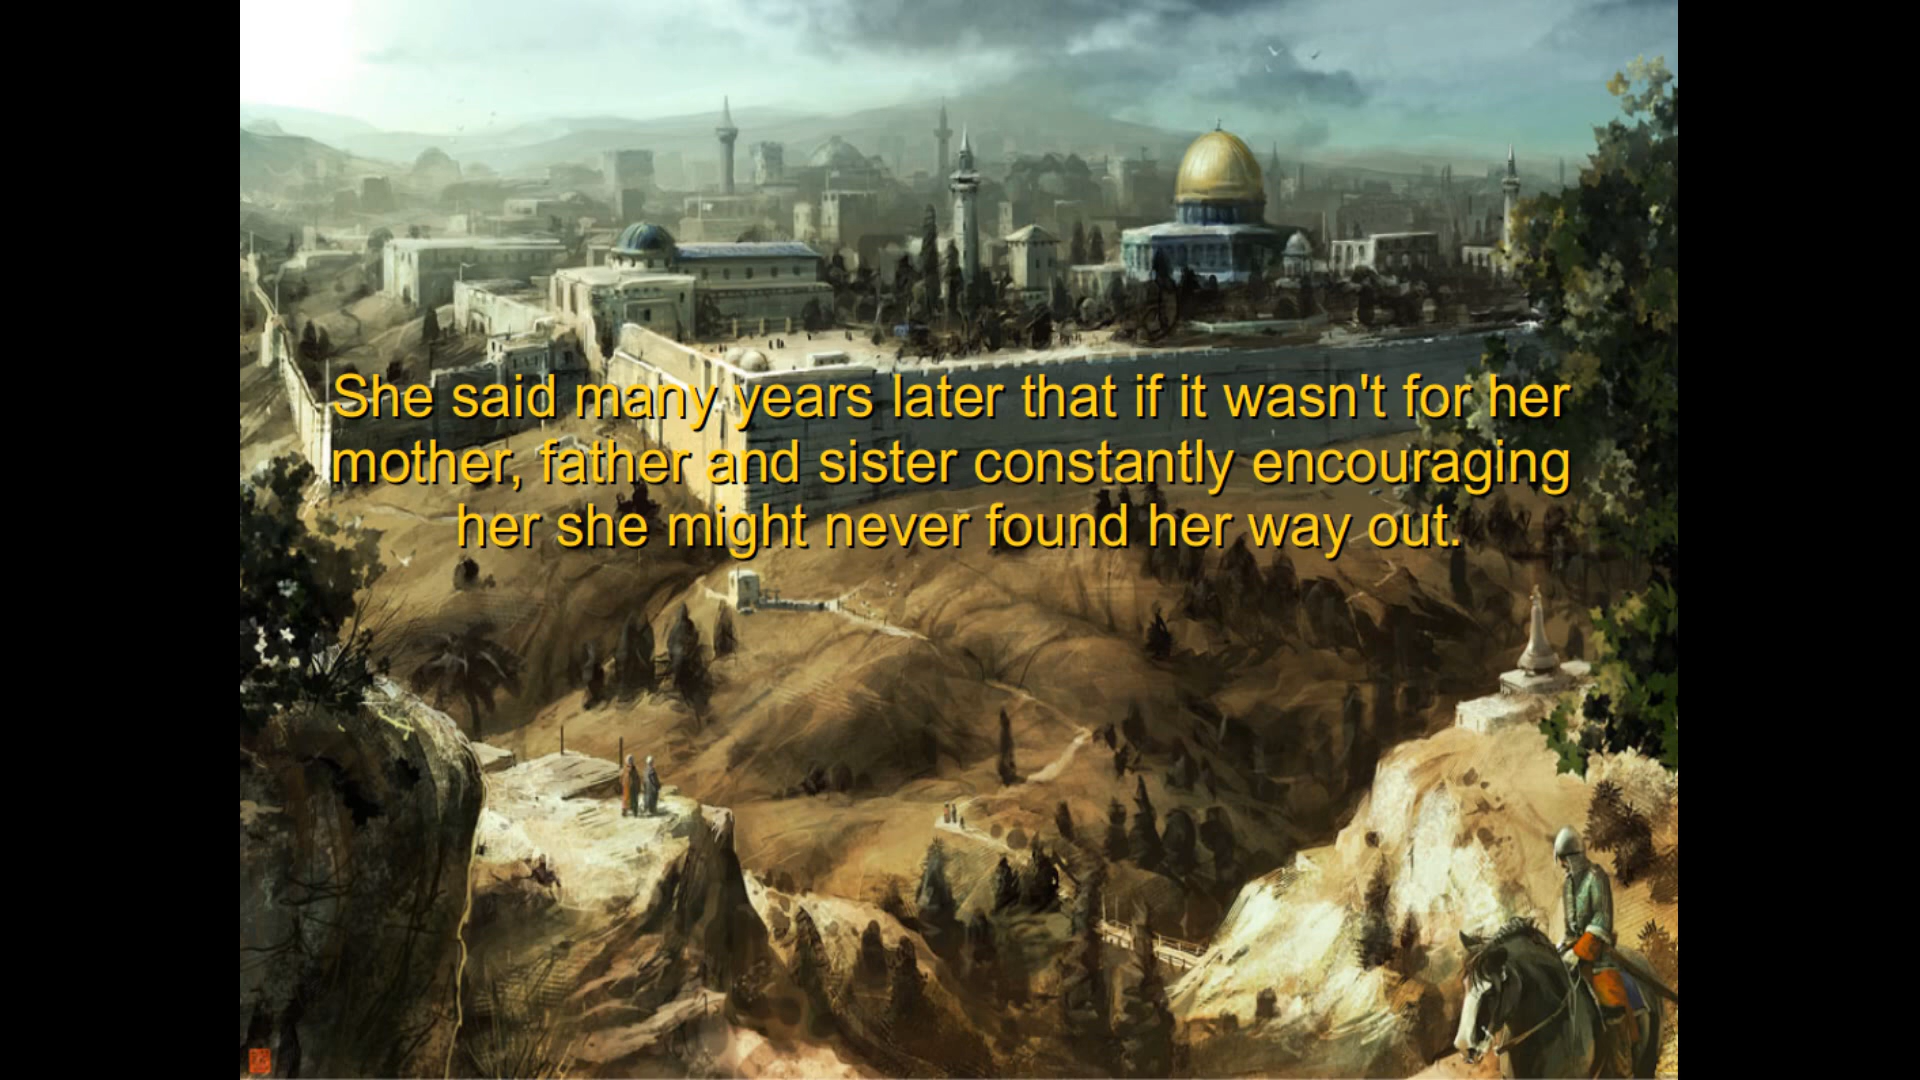 She said many years later that if it wasn't for her
mother, father and sister constantly encouraging
her she might never found her way out.